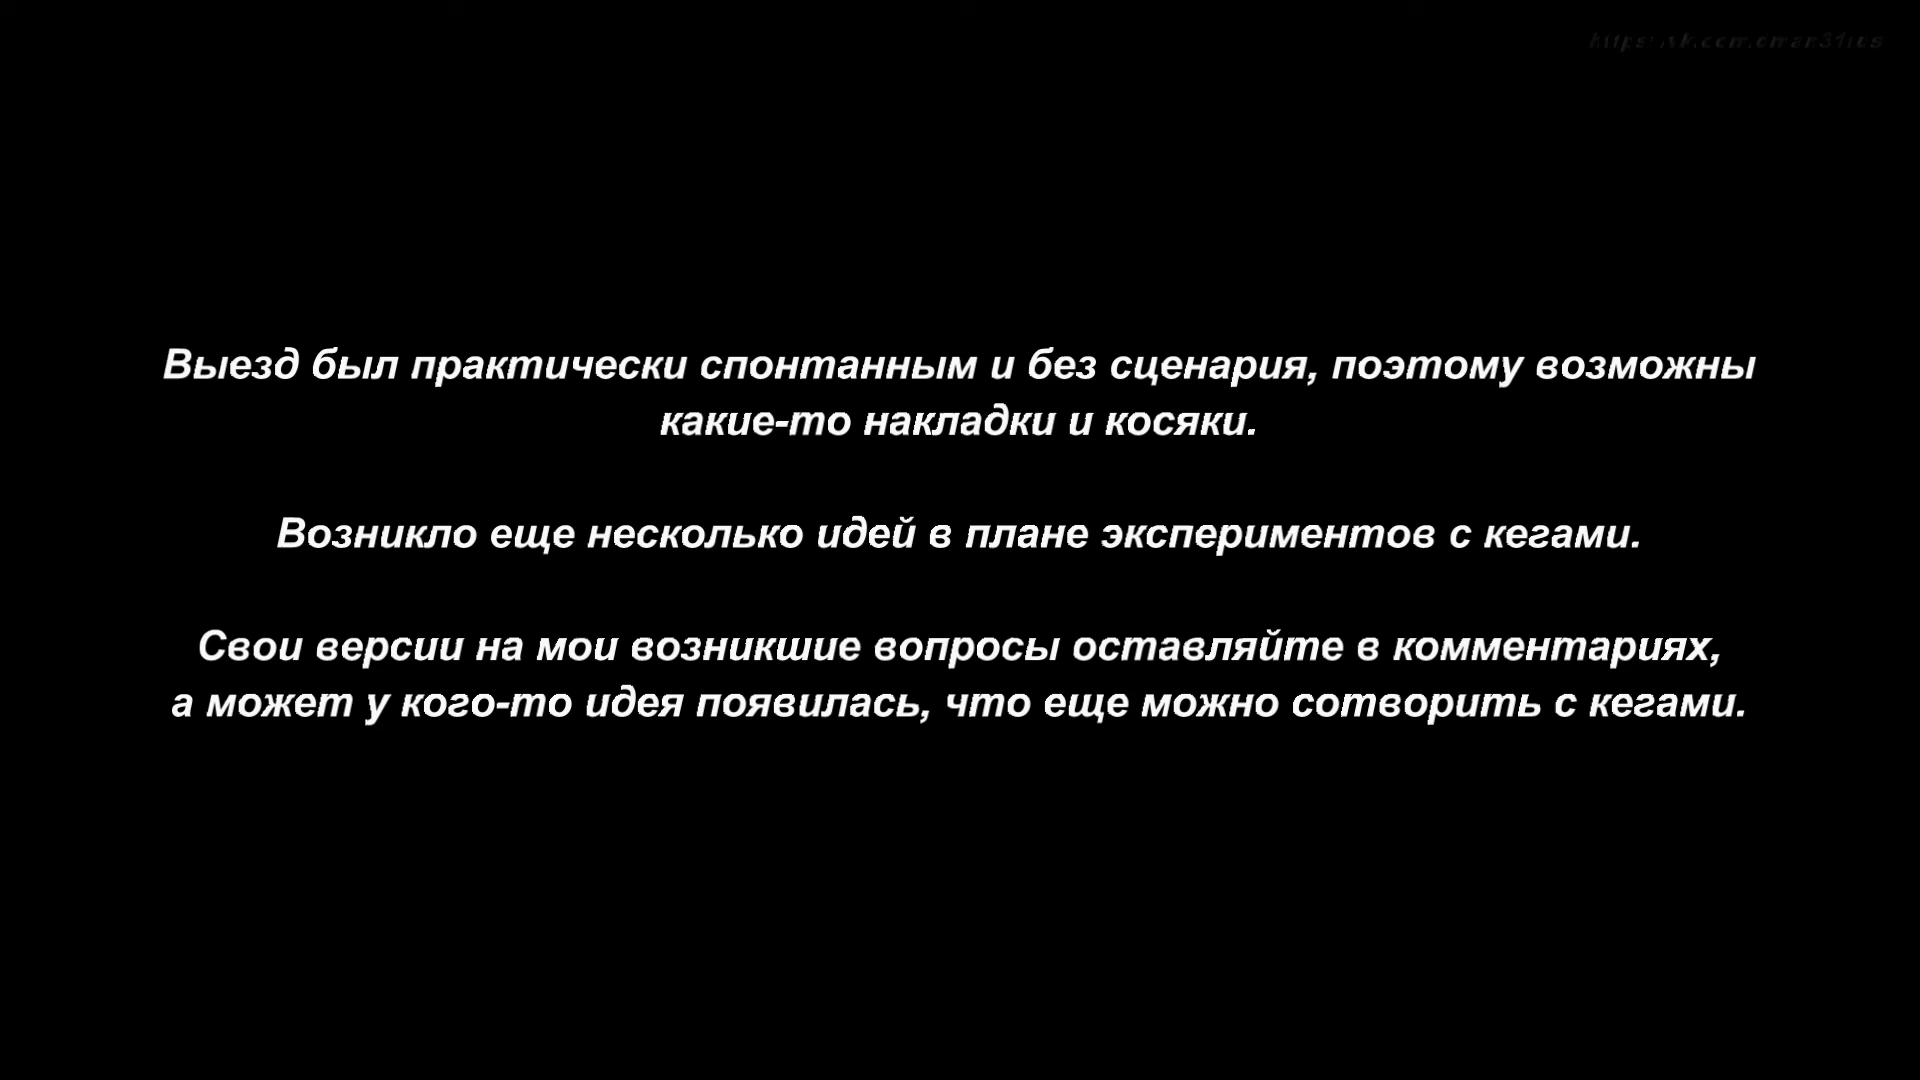 Выезд был практически спонтанным и без сценария, поэтому возможны
какие-то накладки и косяки.
Возникло еще несколько идей в плане экспериментов с кегами.
Свои версии на мои возникшие вопросы оставляйте в комментариях,
а может у кого-то идея появилась, что еще можно сотворить с кегами.